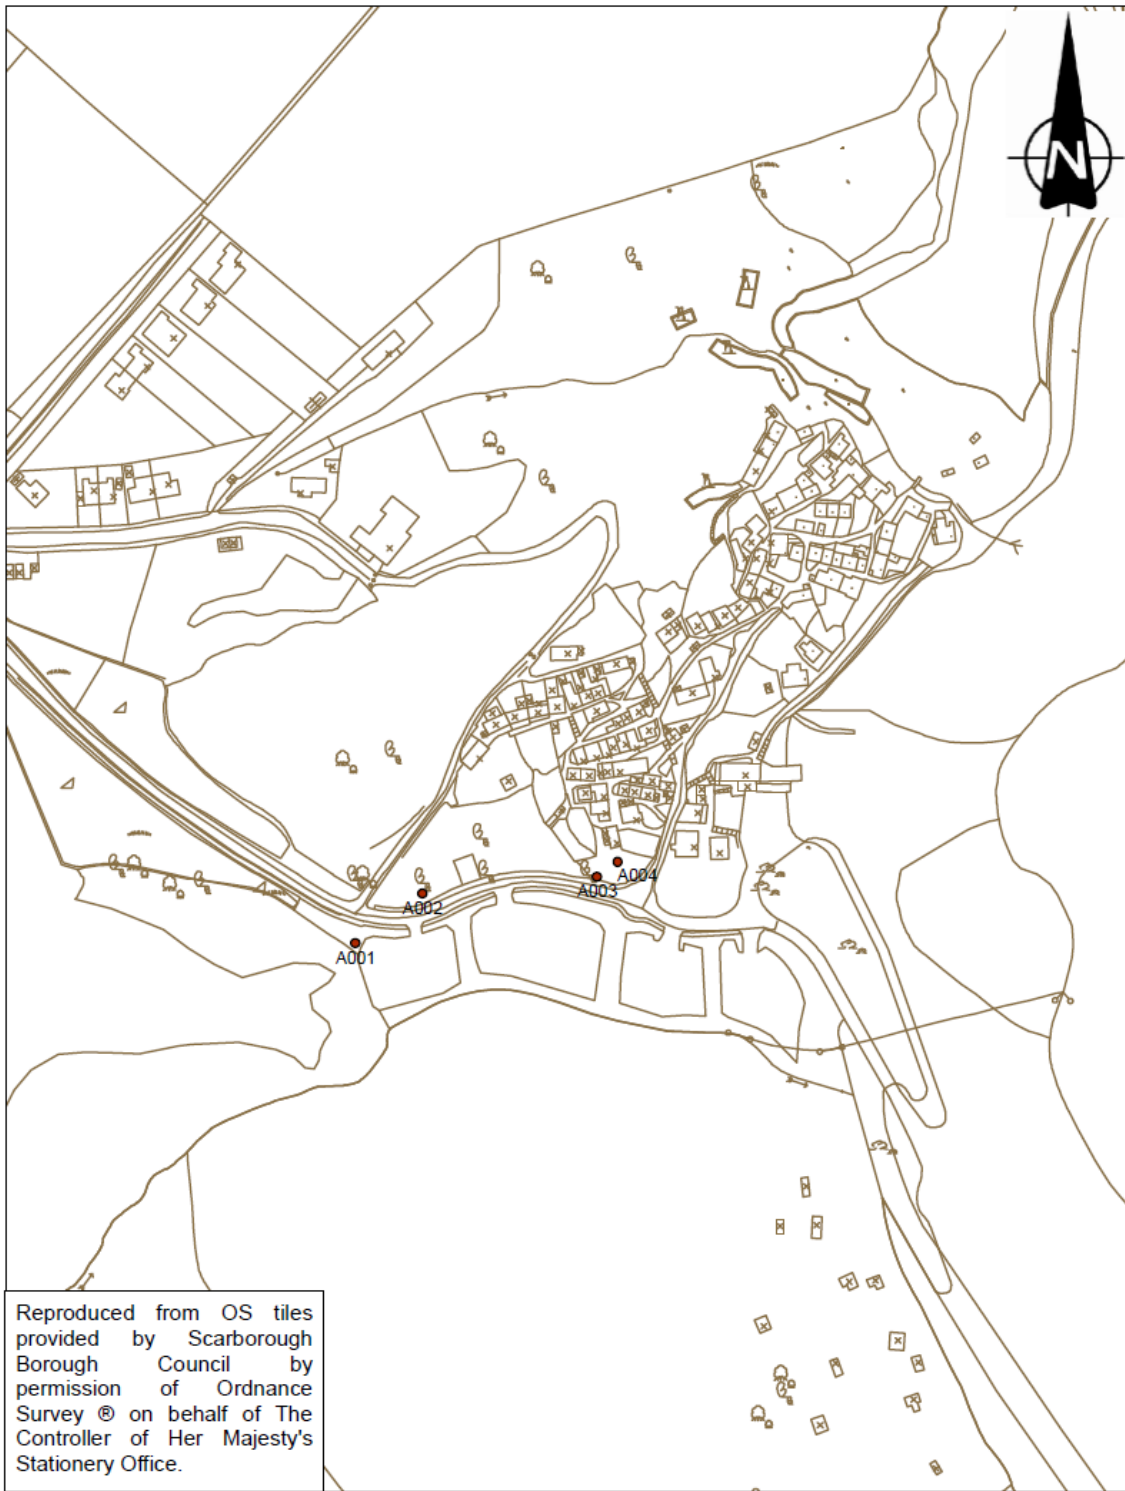 N
A004
A003
A002
A001
Reproduced from OS tiles
provided by Scarborough
Borough Council by
permission of Ordnance
Survey ® on behalf of The
Controller of Her Majesty's
Stationery Office.